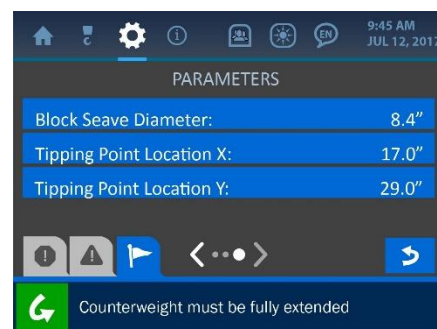 EN
9:45 AM
JUL 12, 2017
PARAMETERS
Block Seave Diameter: 8.4”
Tipping Point Location X: 17.0”
Tipping Point Location Y: 29.0”
Counterweight must be fully extended